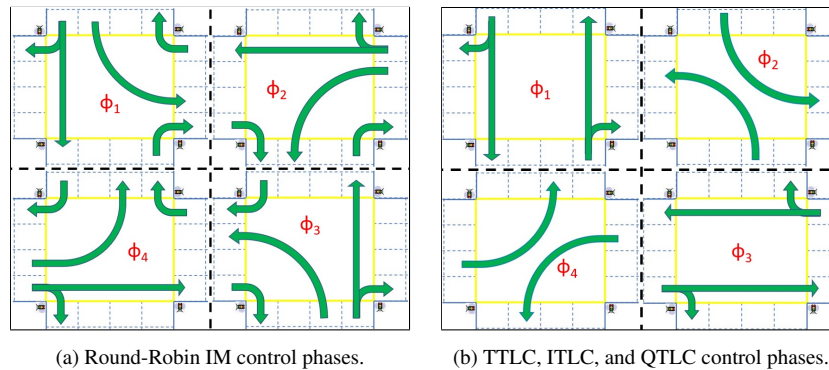 ϕ1
ϕ2
ϕ4
ϕ3
ϕ1
ϕ2
ϕ4
ϕ3
(a) Round-Robin IM control phases.
(b) TTLC, ITLC, and QTLC control phases.